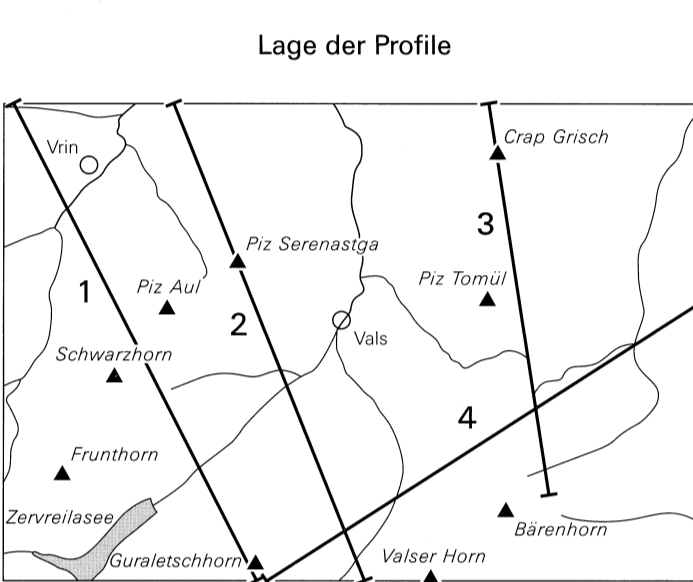 Lage der Profile
Crap Grisch
Vrin
3
Piz Serenastga
Piz Tomül
1
Piz Aul
2
Vals
Schwarzhorn
4
Frunthorn
Zervreilasee
Bärenhorn
Guraletschhorn
Valser Horn